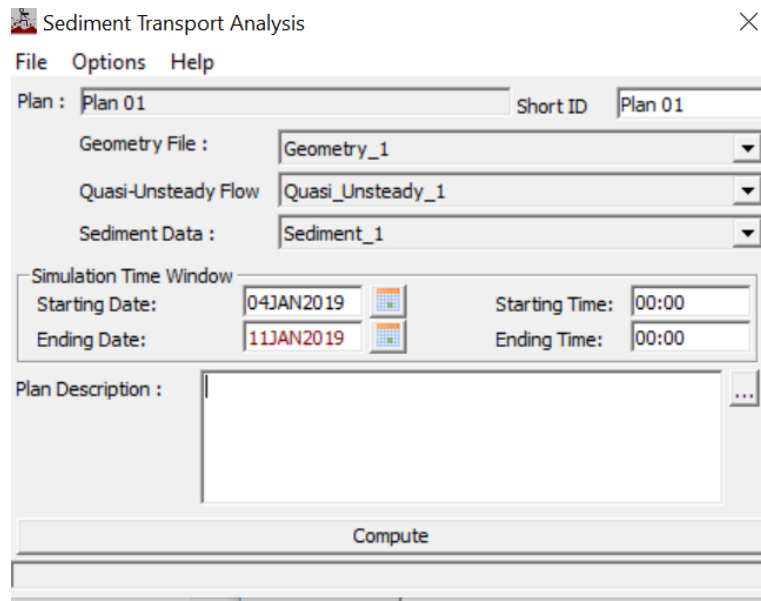 Sediment Transport Analysis
File Options Help
Plan : Plan 01 Short ID Plan 01
Geometry File : Geometry_1
Quasi-Unsteady Flow Quasi_Unsteady_1
Sediment Data : Sediment_1
Simulation Time Window
Starting Date: 04JAN2019 Starting Time: 00:00
Ending Date: 11JAN2019 Ending Time: 00:00
Plan Description : ...
Compute